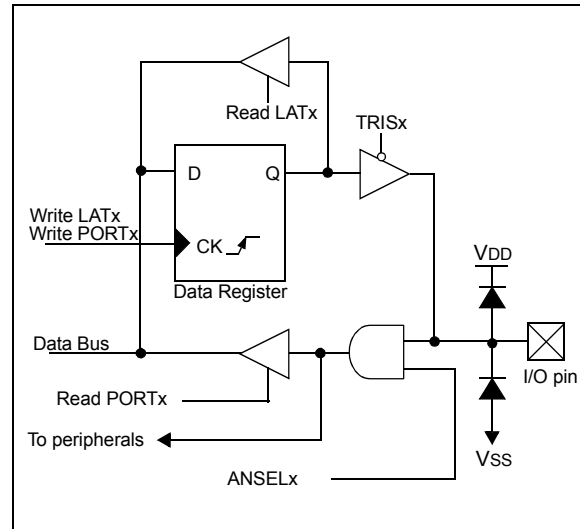 Read LATx
TRISx
D Q
Write LATx
Write PORTx
CK
VDD
Data Register
Data Bus
I/O pin
Read PORTx
To peripherals
VSS
ANSELx